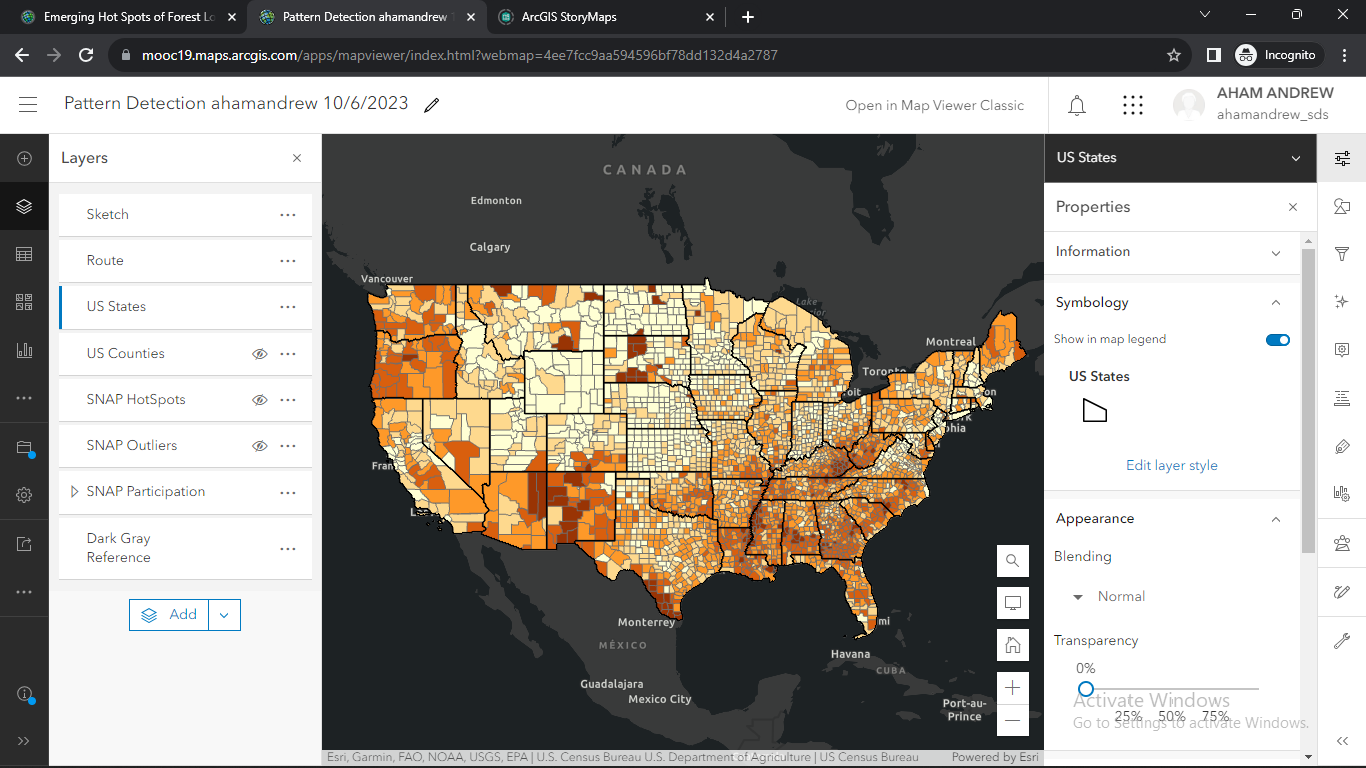 Emerging Hot Spots of Forest Lo
Pattern Detection ahamandrew
ArcGIS StoryMaps
mooc19.maps.arcgis.com/apps/mapviewer/index.html?webmap=4ee7fcc9aa594596bf78dd132d4a2787
Incognito
Pattern Detection ahamandrew 10/6/2023
Open in Map Viewer Classic
AHAM ANDREW
ahamandrew_sds
Layers
Sketch
Route
US States
US Counties
SNAP HotSpots
SNAP Outliers
SNAP Participation
Dark Gray
Reference
Add
CANADA
Edmonton
Calgary
Vancouver
Lake
Montreal
Toronto
Fran
Monterrey
MÉXICO
Havana
CUBA
Guadalajara
Mexico City
Port-au-
Prince
Esri, Garmin, FAO, NOAA, USGS, EPA | U.S. Census Bureau U.S. Department of Agriculture | US Census Bureau
Powered by Esri
US States
Properties
Information
Symbology
Show in map legend
US States
Edit layer style
Appearance
Blending
Normal
Transparency
0%
Activate Windows
25% 50% 75%
Go to Settings to activate Windows.